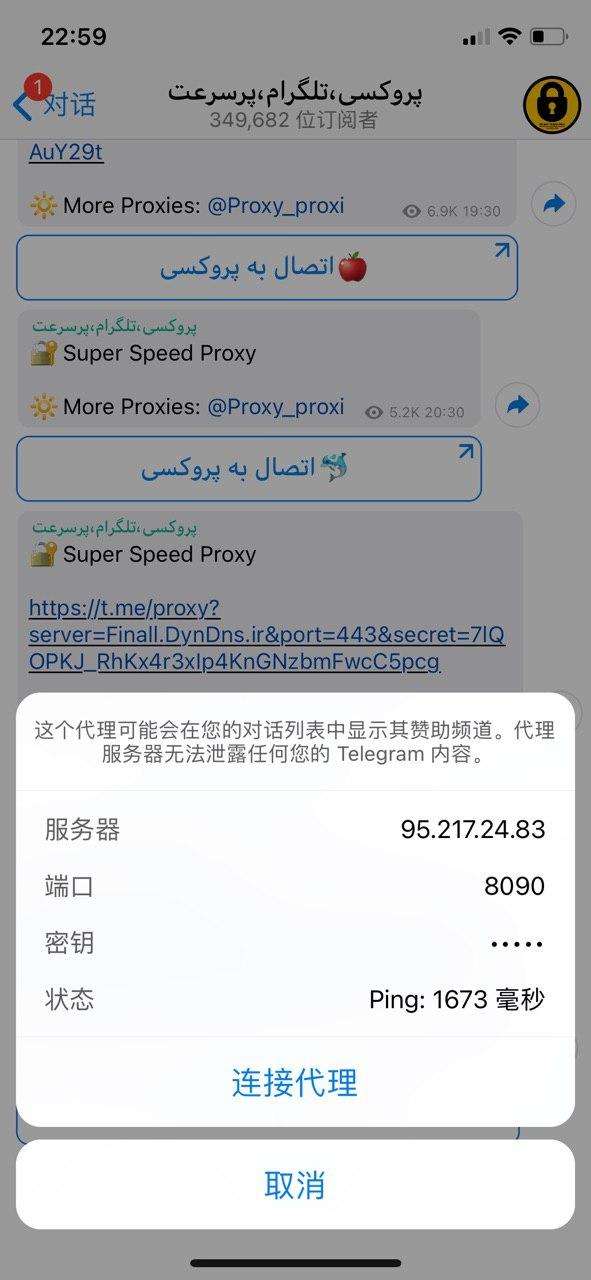 22:59
1
对话
پروکسی،تلگرام،پرسرعت
349,682 位订阅者
AuY29t
More Proxies: @Proxy_proxi
6.9K 19:30
اتصال به پروکسی
پروکسی،تلگرام،پرسرعت
Super Speed Proxy
More Proxies: @Proxy_proxi
5.2K 20:30
اتصال به پروکسی
پروکسی،تلگرام،پرسرعت
Super Speed Proxy
https://t.me/proxy?
server=Finall.DynDns.ir&port=443&secret=7lQ
OPKJ_RhKx4r3xIp4KnGNzbmFwcC5pcg
这个代理可能会在您的对话列表中显示其赞助频道。代理
服务器无法泄露任何您的 Telegram 内容。
服务器 95.217.24.83
端口 8090
密钥 •••••
状态 Ping: 1673 毫秒
连接代理
取消